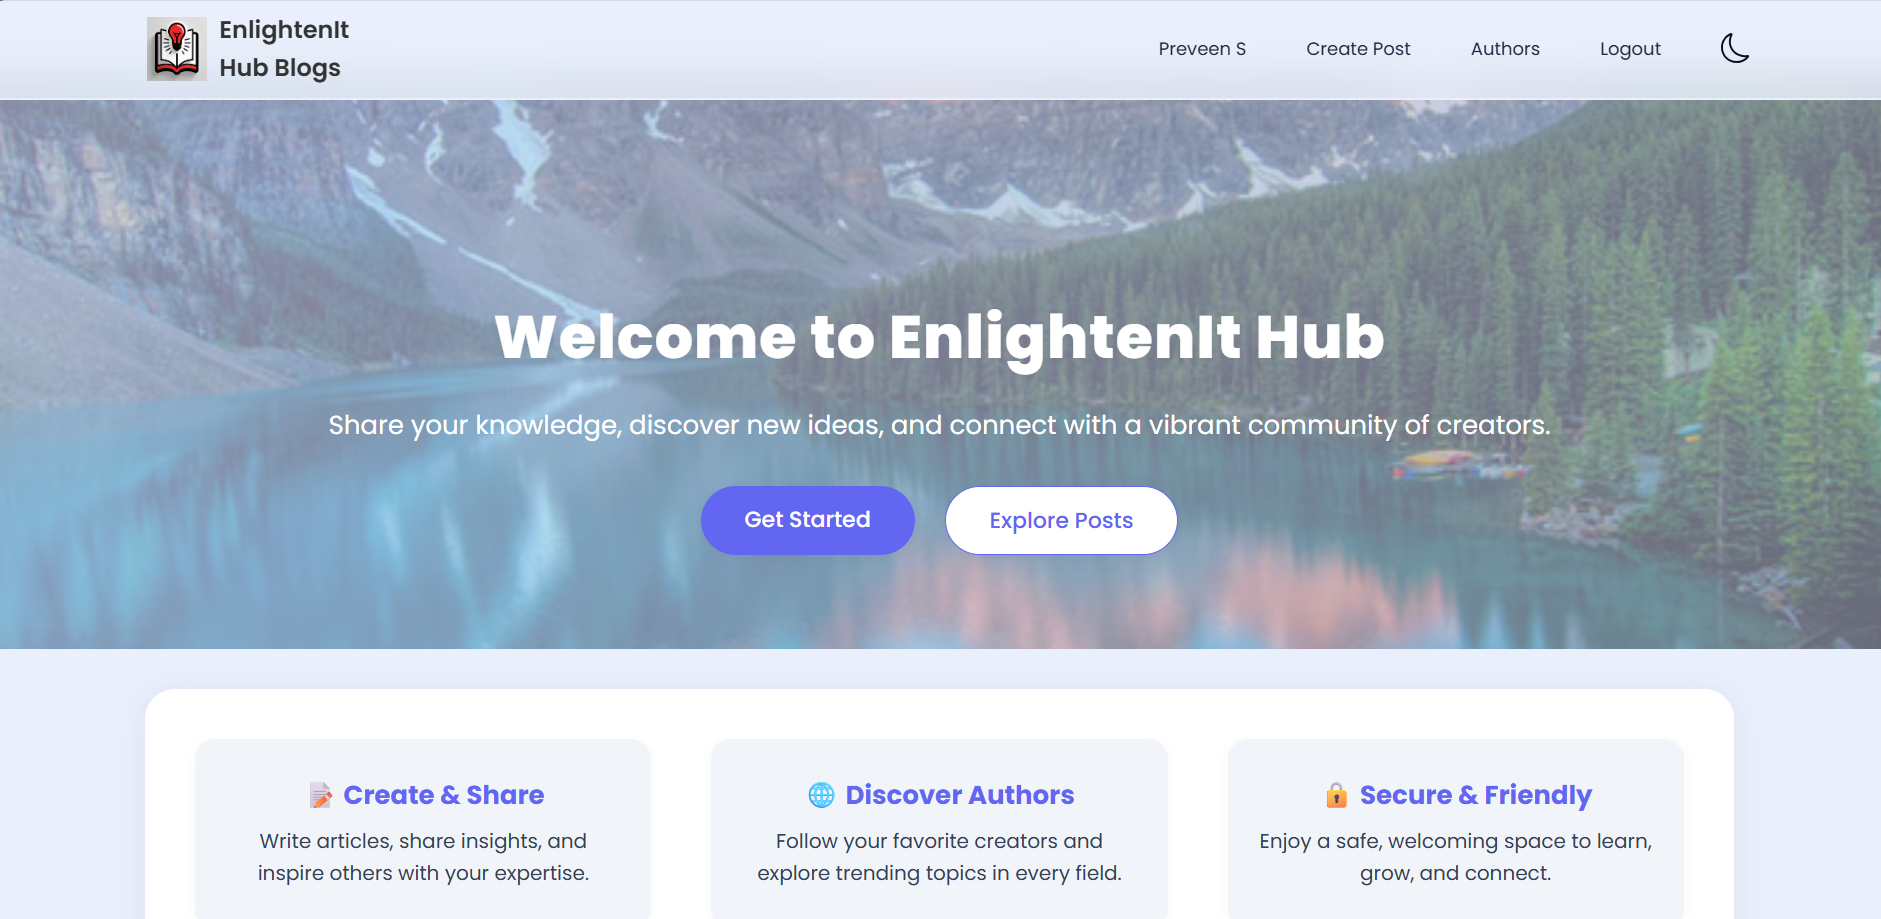 EnlightenIt
Hub Blogs
Preveen S
Create Post
Authors
Logout
Welcome to EnlightenIt Hub
Share your knowledge, discover new ideas, and connect with a vibrant community of creators.
Get Started
Explore Posts
Create & Share
Write articles, share insights, and
inspire others with your expertise.
Discover Authors
Follow your favorite creators and
explore trending topics in every field.
Secure & Friendly
Enjoy a safe, welcoming space to learn,
grow, and connect.